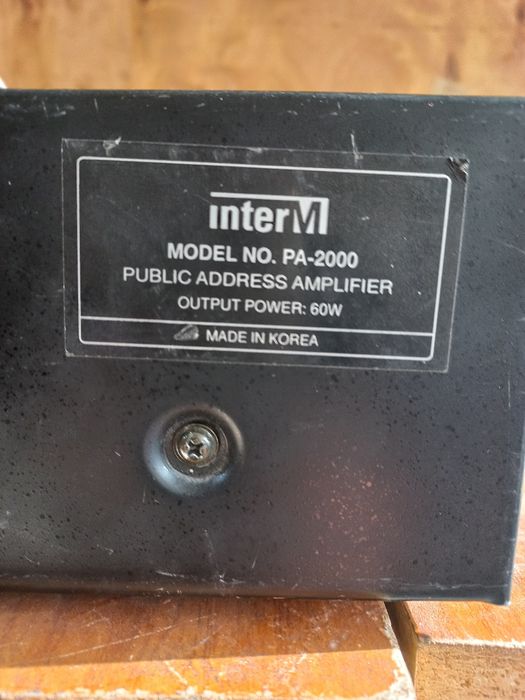 interM
MODEL NO. PA-2000
PUBLIC ADDRESS AMPLIFIER
OUTPUT POWER: 60W
MADE IN KOREA